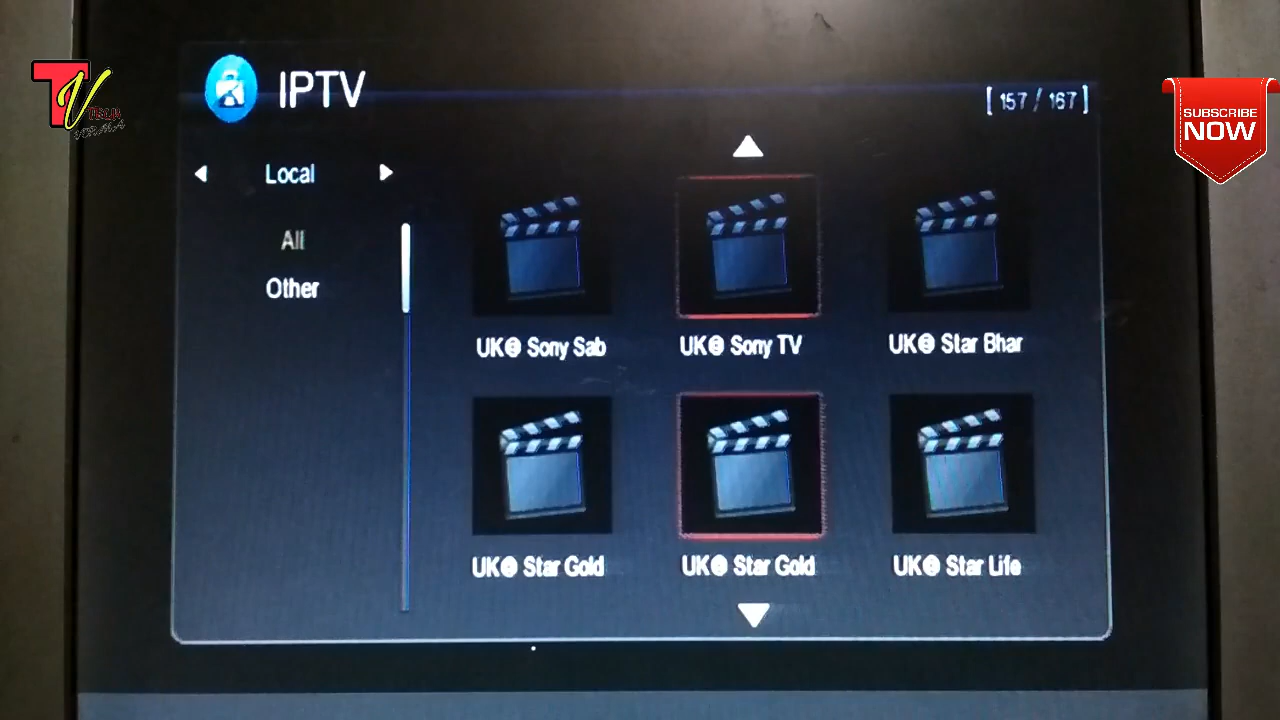 TV
IPTV
[ 157 / 167 ]
SUBSCRIBE
NOW
Local
All
Other
UK Sony Sab
UK Sony TV
UK Star Bhar
UK Star Gold
UK Star Gold
UK Star Life